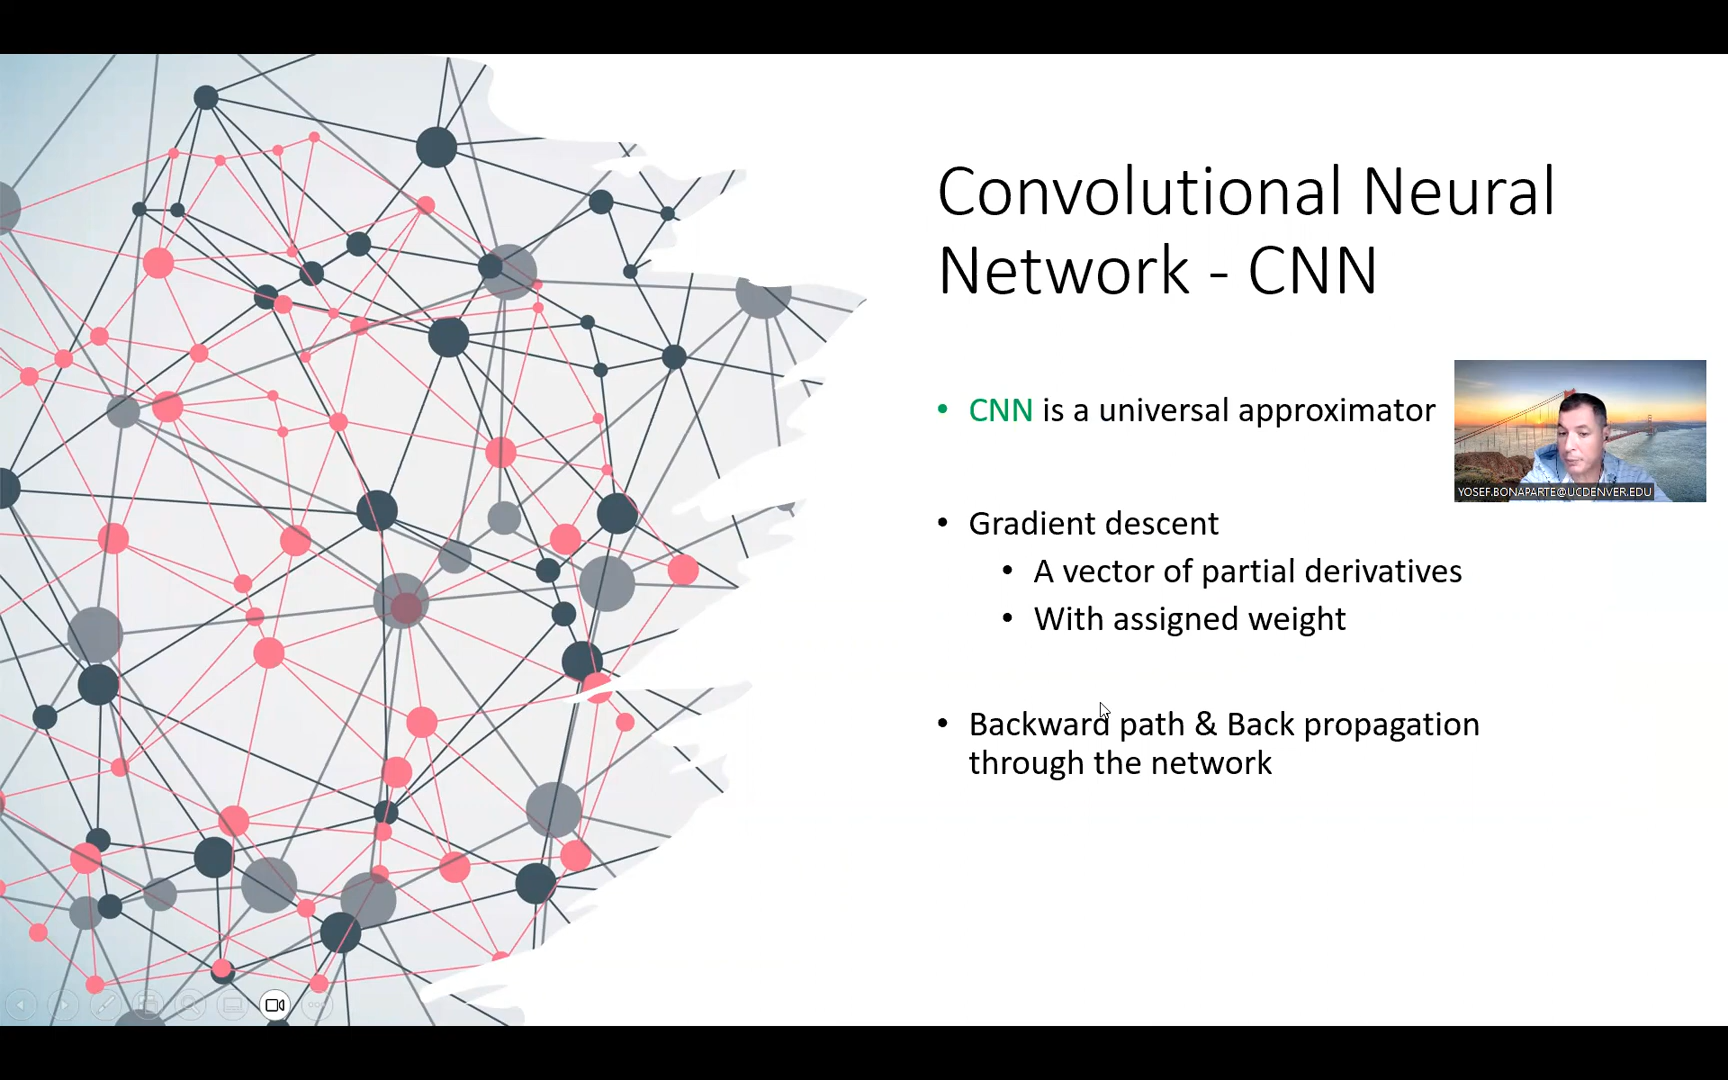 Convolutional Neural
Network - CNN
• CNN is a universal approximator
YOSEF.BONAPARTE@UCDENVER.EDU
• Gradient descent
• A vector of partial derivatives
• With assigned weight
• Backward path & Back propagation
through the network